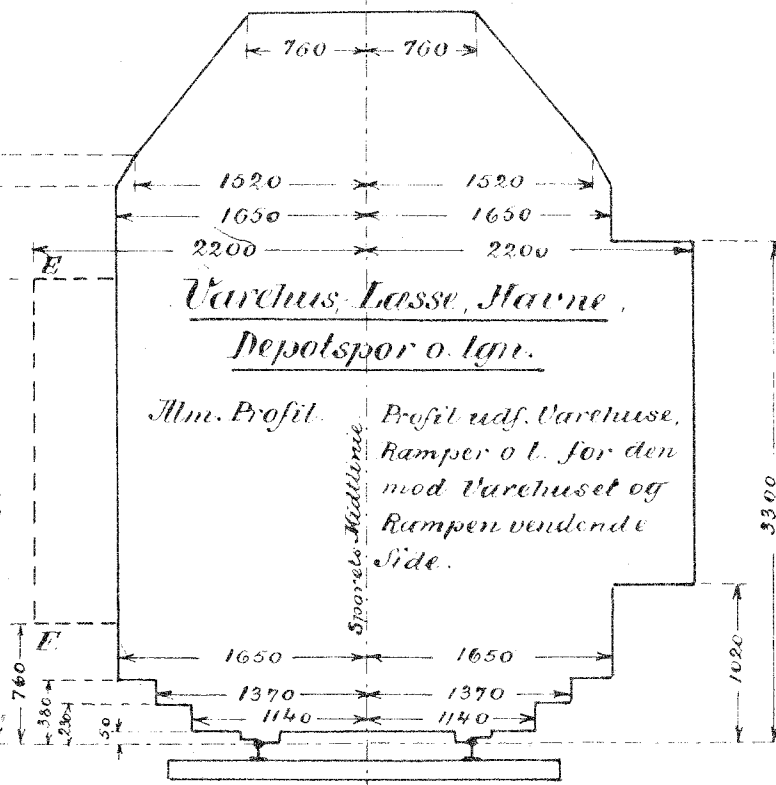 760 760
1520 1520
1650 1650
2200 2200
E
Varehus, Læsse, Havne,
Depotspor o. lgn.
Alm. Profil.
Profil udf. Varehuse,
Ramper o l. for den
mod Varehuset og
Rampen vendende
Side.
Sporets Midtlinie
3300
E
1650 1650
1020
760
1370 1370
380
230
1140 1140
50